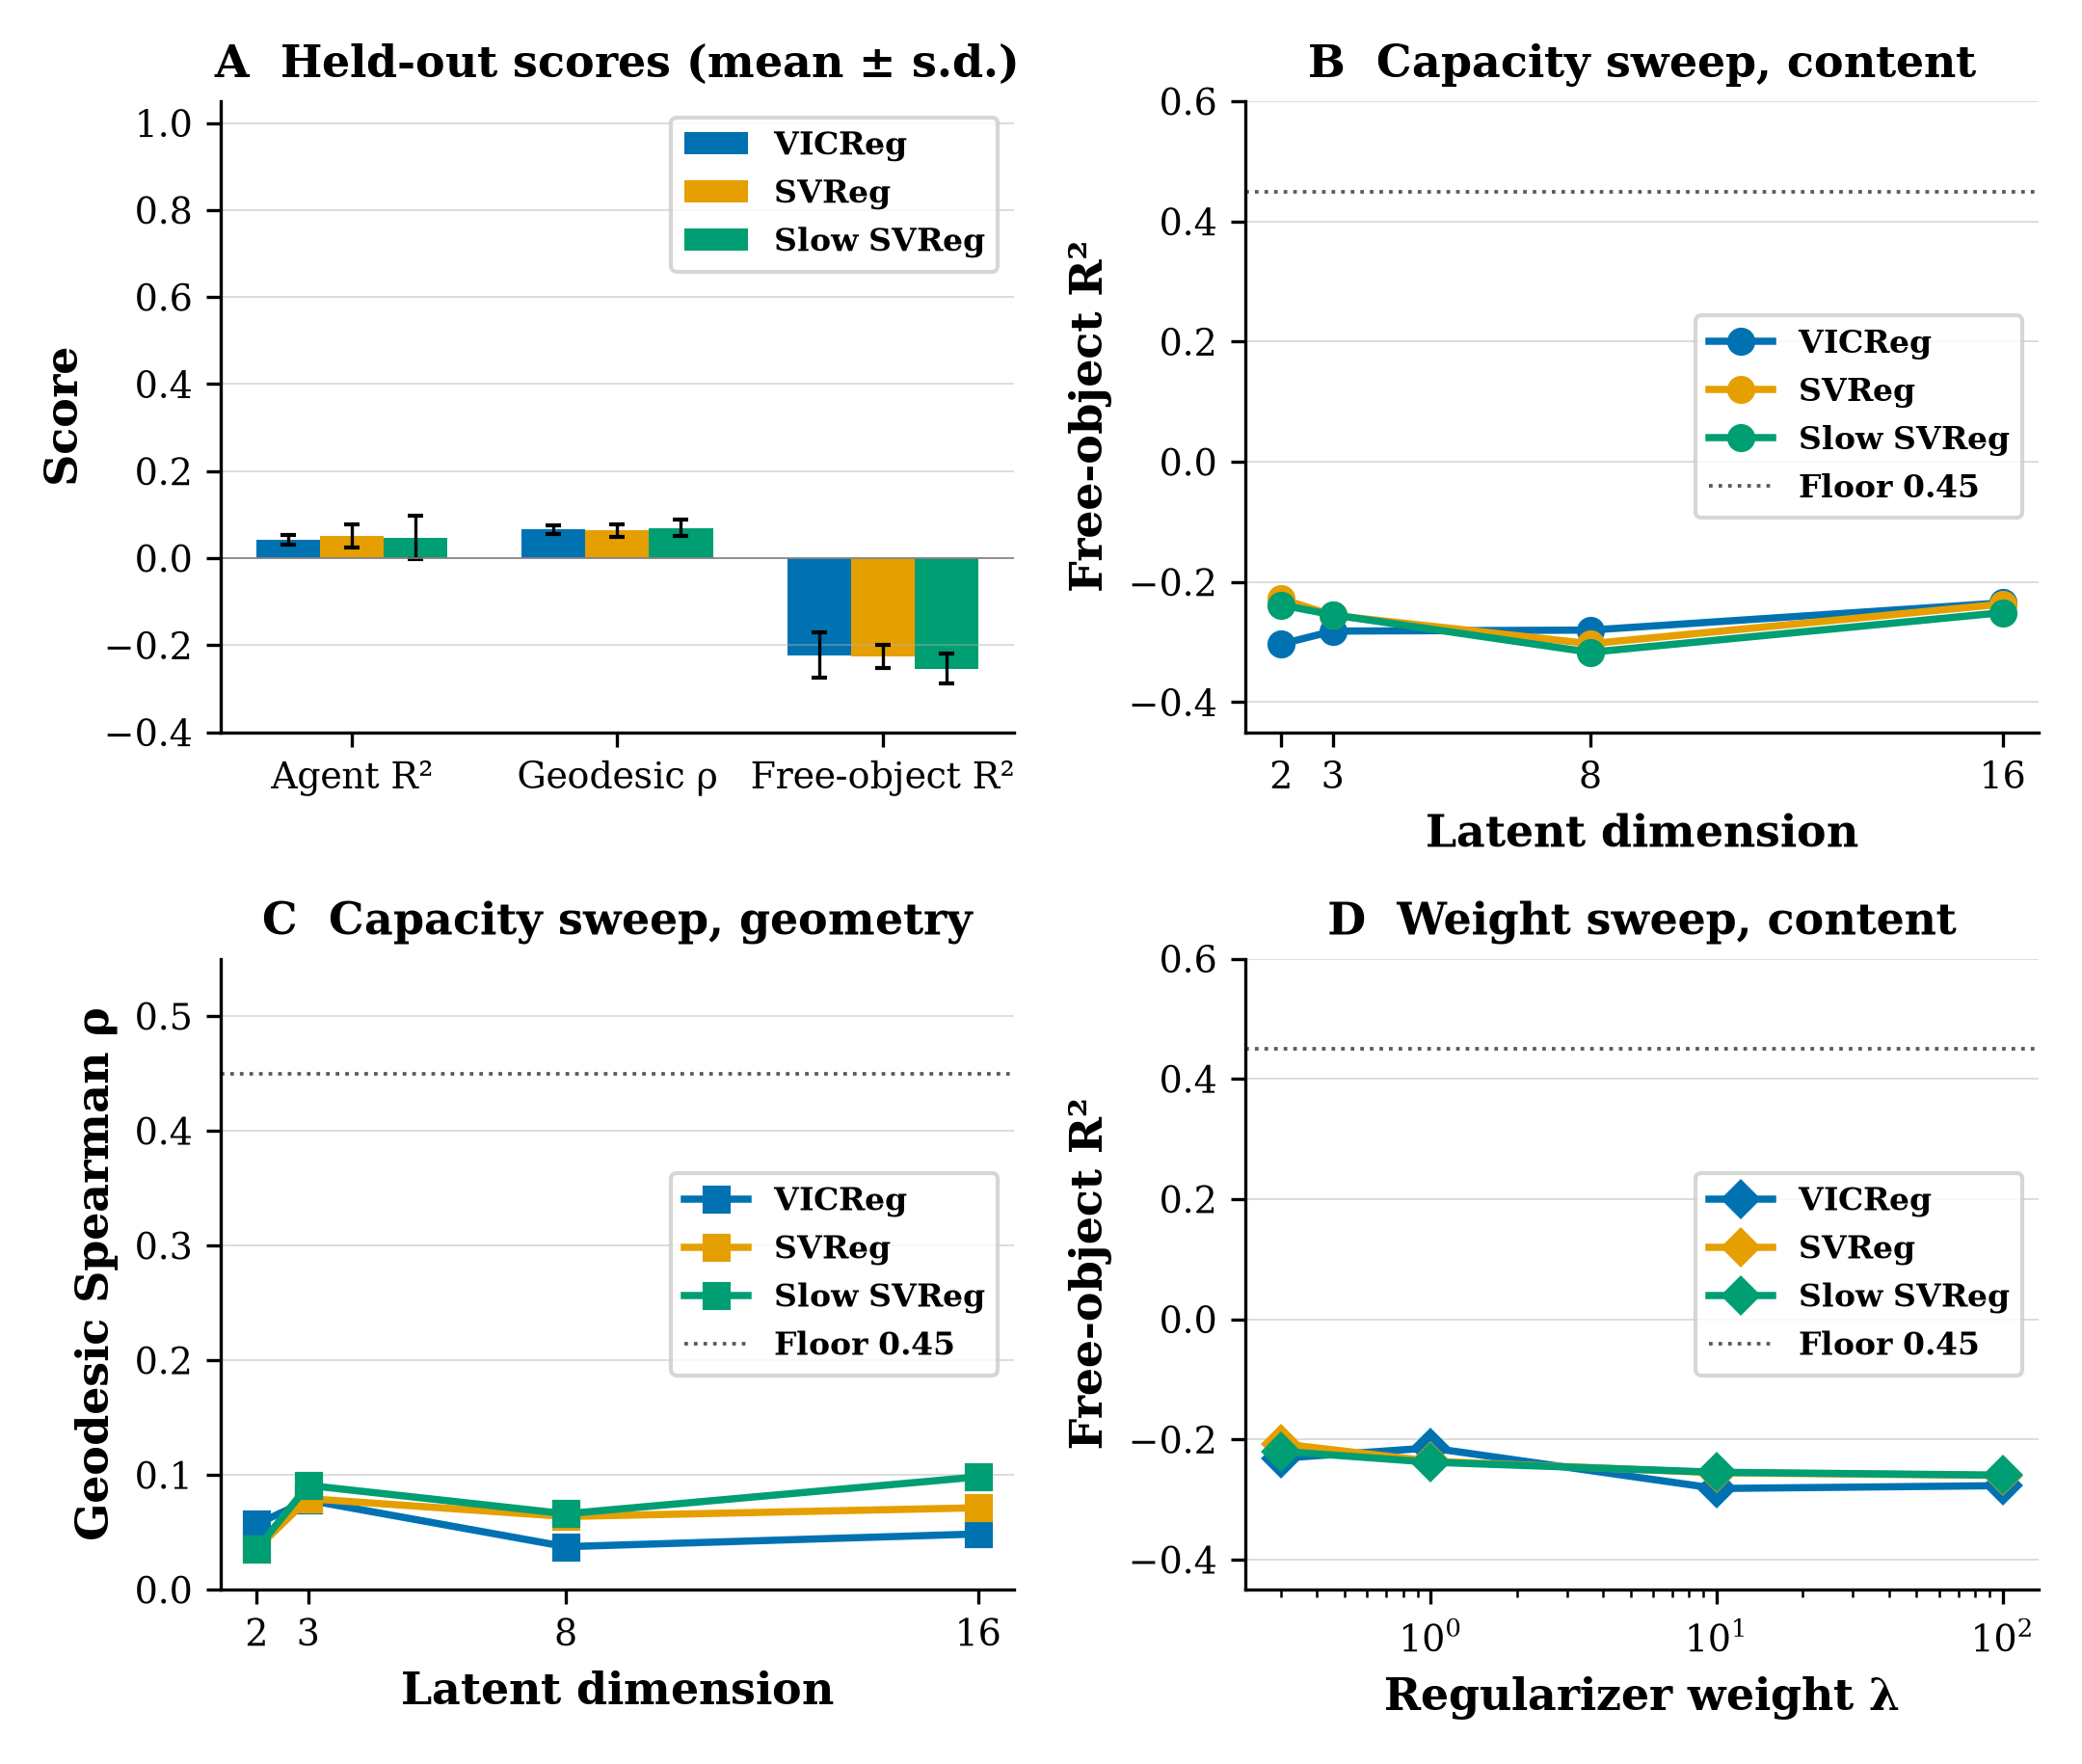 A Held-out scores (mean ± s.d.)
Score
1.0
0.8
0.6
0.4
0.2
0.0
−0.2
−0.4
VICReg
SVReg
Slow SVReg
Agent R²
Geodesic ρ
Free-object R²
B Capacity sweep, content
Free-object R²
0.6
0.4
0.2
0.0
−0.2
−0.4
VICReg
SVReg
Slow SVReg
Floor 0.45
2 3 8 16
Latent dimension
C Capacity sweep, geometry
Geodesic Spearman ρ
0.5
0.4
0.3
0.2
0.1
0.0
VICReg
SVReg
Slow SVReg
Floor 0.45
2 3 8 16
Latent dimension
D Weight sweep, content
Free-object R²
0.6
0.4
0.2
0.0
−0.2
−0.4
VICReg
SVReg
Slow SVReg
Floor 0.45
10⁰ 10¹ 10²
Regularizer weight λ